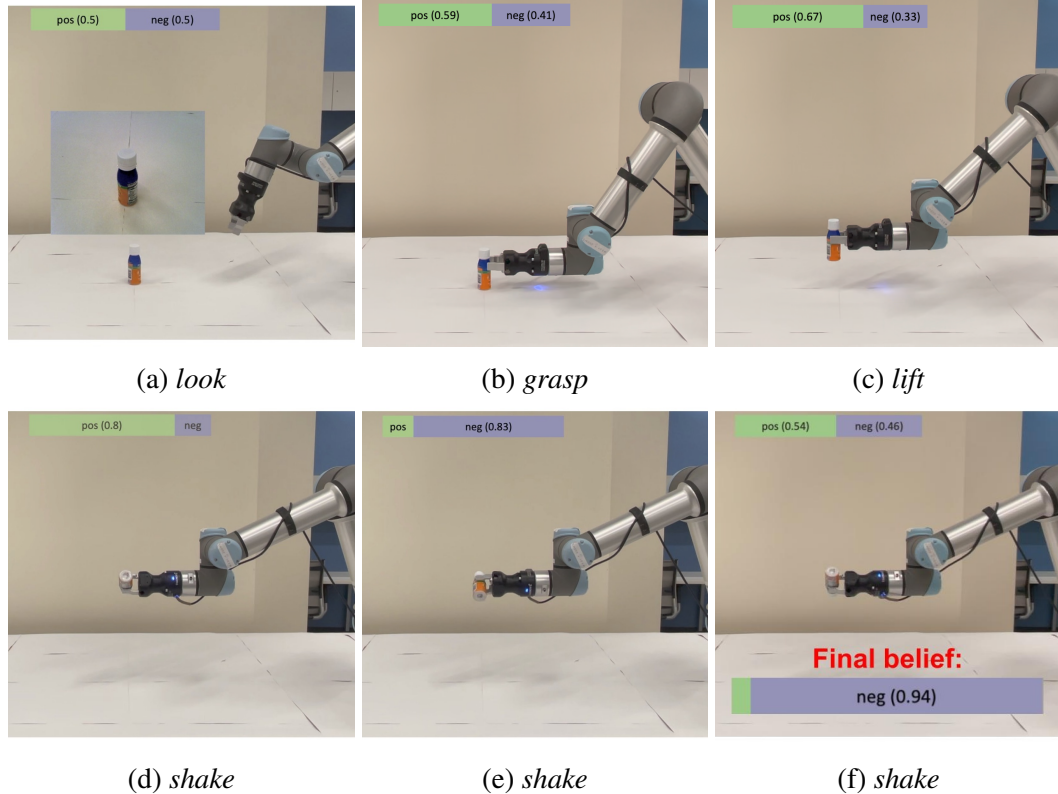 pos (0.5) neg (0.5)
pos (0.59) neg (0.41)
pos (0.67) neg (0.33)
(a) look
(b) grasp
(c) lift
pos (0.8) neg
pos neg (0.83)
pos (0.54) neg (0.46)
Final belief:
neg (0.94)
(d) shake
(e) shake
(f) shake